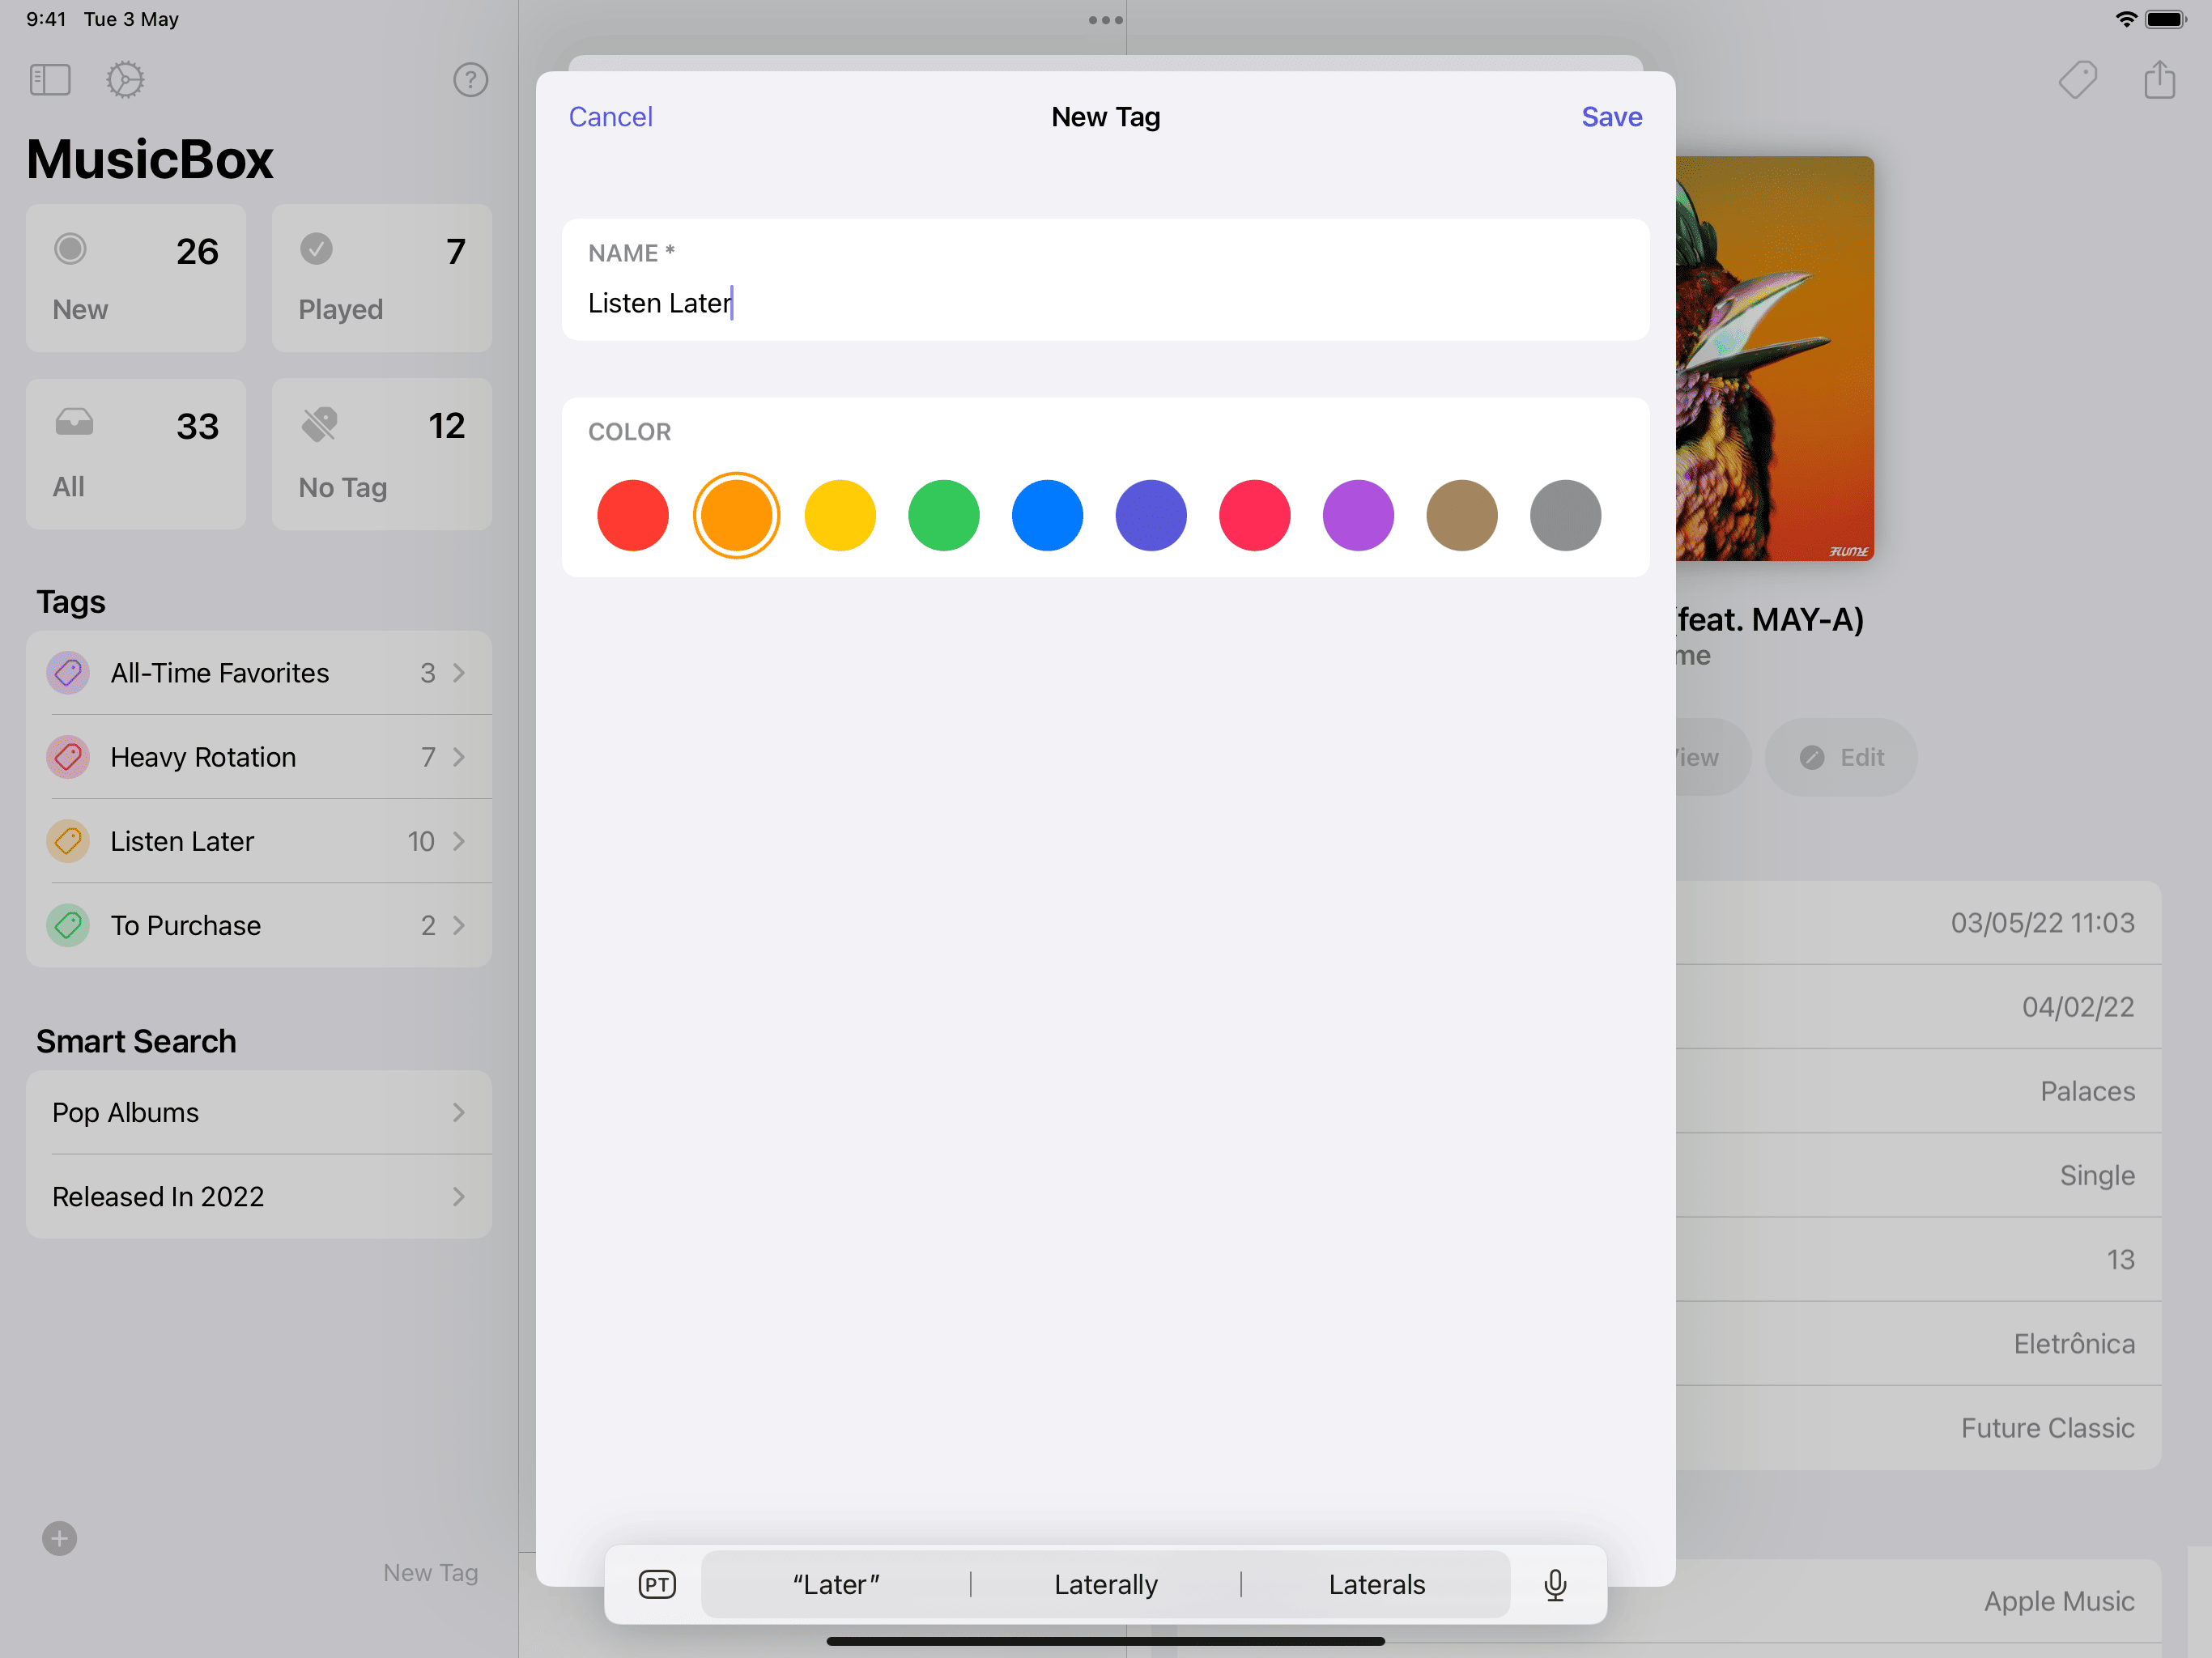 9:41 Tue 3 May
MusicBox
26
New
7
Played
33
All
12
No Tag
Tags
All-Time Favorites 3
Heavy Rotation 7
Listen Later 10
To Purchase 2
Smart Search
Pop Albums
Released In 2022
New Tag
Cancel New Tag Save
NAME *
Listen Later
COLOR
PT “Later” Laterally Laterals
FLUME
(feat. MAY-A)
me
iew
Edit
03/05/22 11:03
04/02/22
Palaces
Single
13
Eletrônica
Future Classic
Apple Music